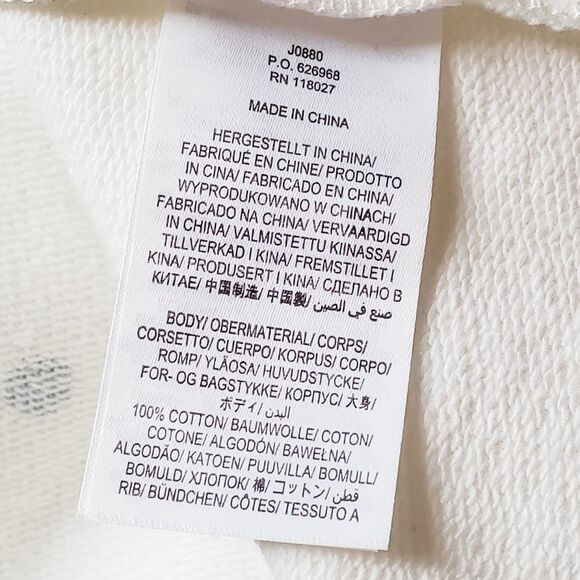 J0880
P.O. 626968
RN 118027
MADE IN CHINA
HERGESTELLT IN CHINA/
FABRIQUÉ EN CHINE/ PRODOTTO
IN CINA/ FABRICADO EN CHINA/
WYPRODUKOWANO W CHINACH/
FABRICADO NA CHINA/ VERVAARDIGD
IN CHINA/ VALMISTETTU KIINASSA/
TILLVERKAD I KINA/ FREMSTILLET I
KINA/ PRODUSERT I KINA/ СДЕЛАНО В
КИТАЕ/ 中国制造/ 中国製/ صنع في الصين/
BODY/ OBERMATERIAL/ CORPS/
CORSETTO/ CUERPO/ KORPUS/ CORPO/
ROMP/ YLÄOSA/ HUVUDSTYCKE/
FOR- OG BAGSTYKKE/ КОРПУС/ 大身/
ボディ/ البدن/
100% COTTON/ BAUMWOLLE/ COTON/
COTONE/ ALGODÓN/ BAWEŁNA/
ALGODÃO/ KATOEN/ PUUVILLA/ BOMULL/
BOMULD/ ХЛОПОК/ 棉/ コットン/ قطن/
RIB/ BÜNDCHEN/ CÔTES/ TESSUTO A